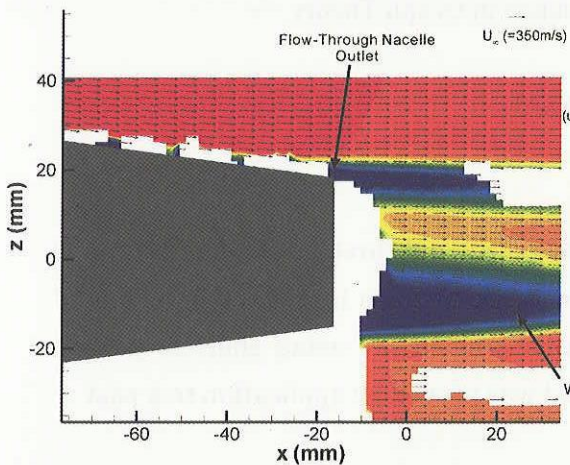 U∞ (=350m/s)
Flow-Through Nacelle
Outlet
(u
z (mm)
40
20
0
-20
V
-60
-40
-20
0
20
x (mm)